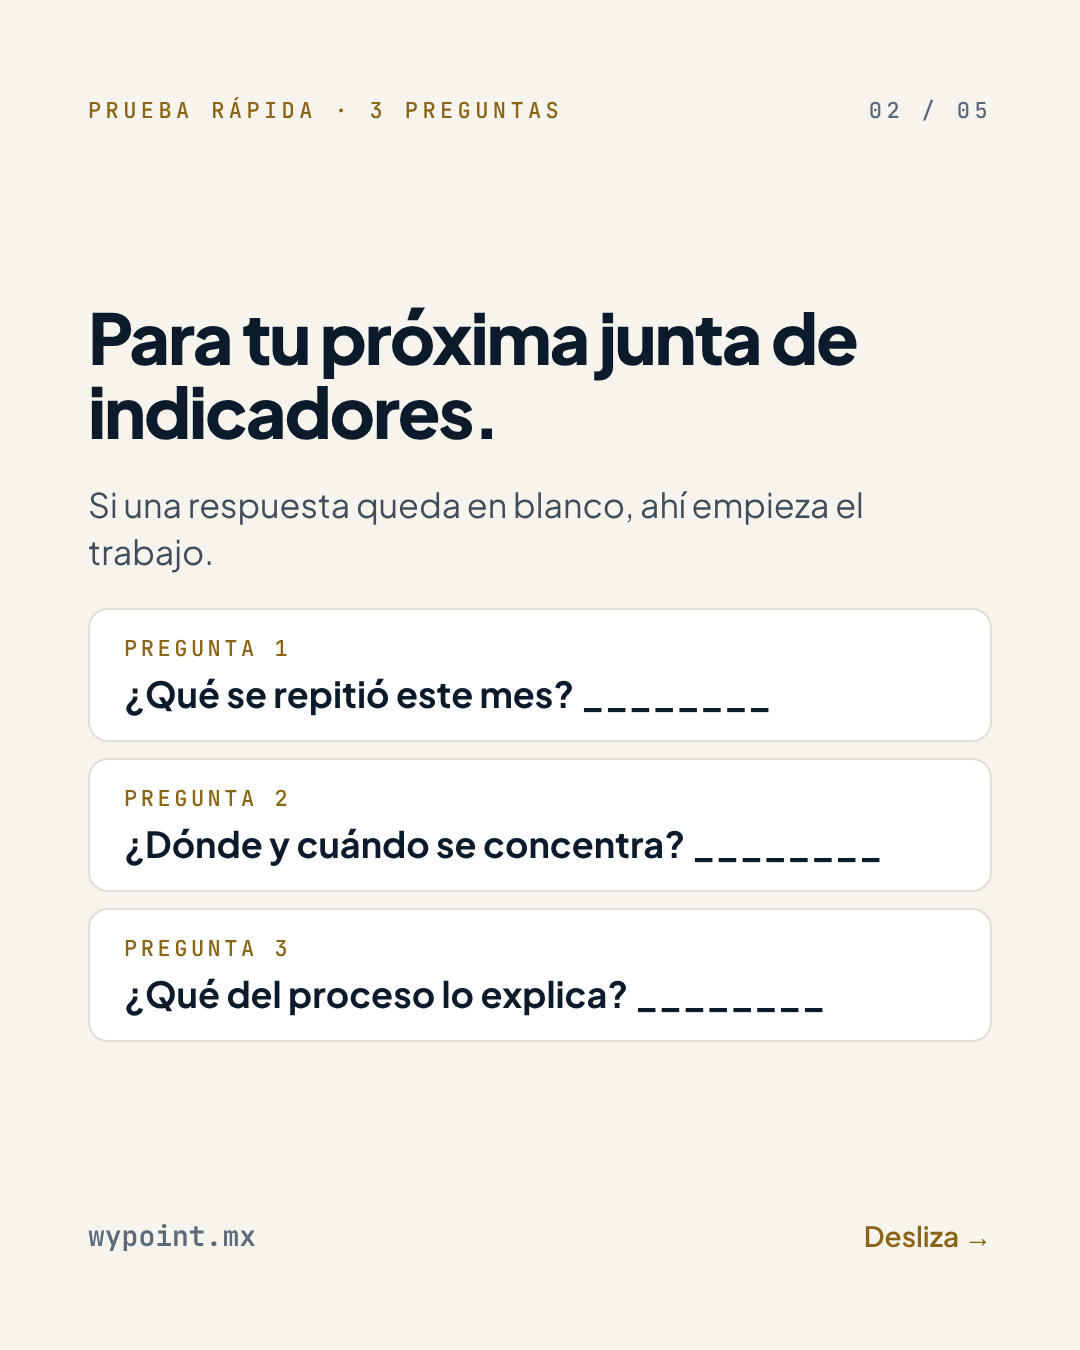 PRUEBA RÁPIDA · 3 PREGUNTAS
02 / 05
Para tu próxima junta de
indicadores.
Si una respuesta queda en blanco, ahí empieza el
trabajo.
PREGUNTA 1
¿Qué se repitió este mes? ________
PREGUNTA 2
¿Dónde y cuándo se concentra? ________
PREGUNTA 3
¿Qué del proceso lo explica? ________
wypoint.mx
Desliza →